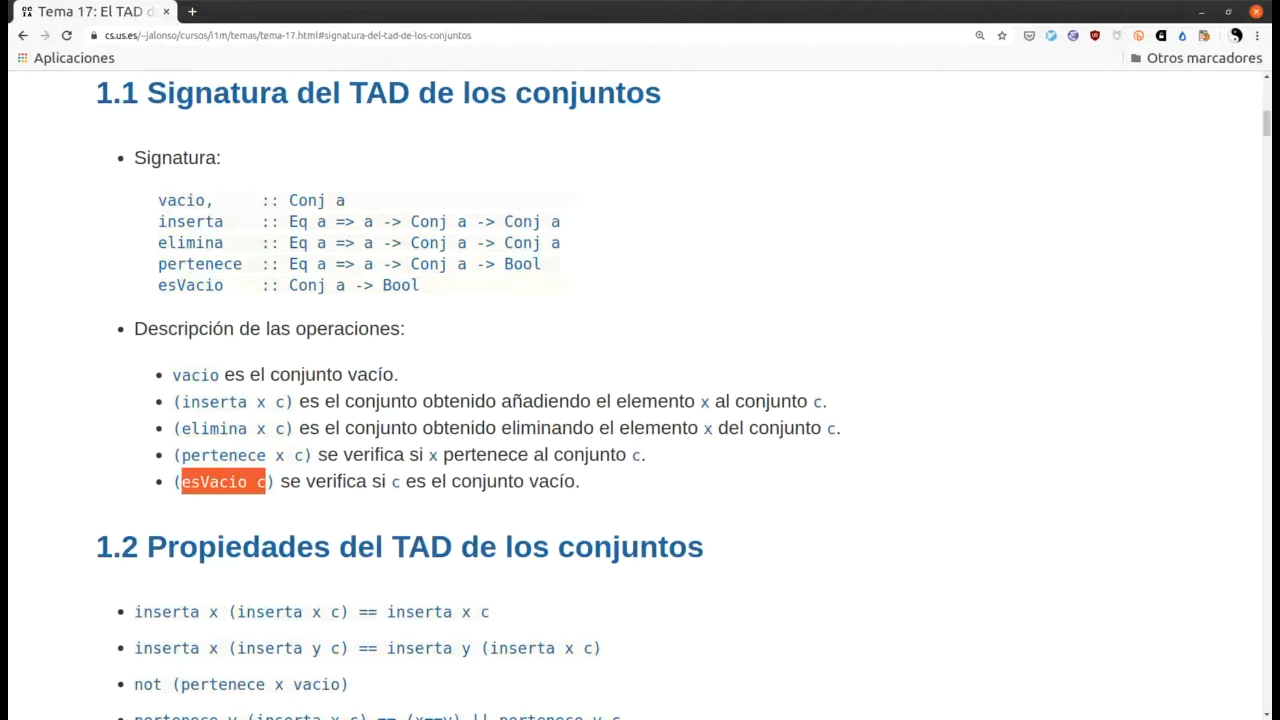 Tema 17: El TAD d
cs.us.es/~jalonso/cursos/i1m/temas/tema-17.html#signatura-del-tad-de-los-conjuntos
Aplicaciones
Otros marcadores
1.1 Signatura del TAD de los conjuntos
• Signatura:
vacio,     :: Conj a
inserta    :: Eq a => a -> Conj a -> Conj a
elimina    :: Eq a => a -> Conj a -> Conj a
pertenece  :: Eq a => a -> Conj a -> Bool
esVacio    :: Conj a -> Bool
• Descripción de las operaciones:
• vacio es el conjunto vacío.
• (inserta x c) es el conjunto obtenido añadiendo el elemento x al conjunto c.
• (elimina x c) es el conjunto obtenido eliminando el elemento x del conjunto c.
• (pertenece x c) se verifica si x pertenece al conjunto c.
• (esVacio c) se verifica si c es el conjunto vacío.
1.2 Propiedades del TAD de los conjuntos
• inserta x (inserta x c) == inserta x c
• inserta x (inserta y c) == inserta y (inserta x c)
• not (pertenece x vacio)
• pertenece y (inserta x c) == (x==y) || pertenece y c